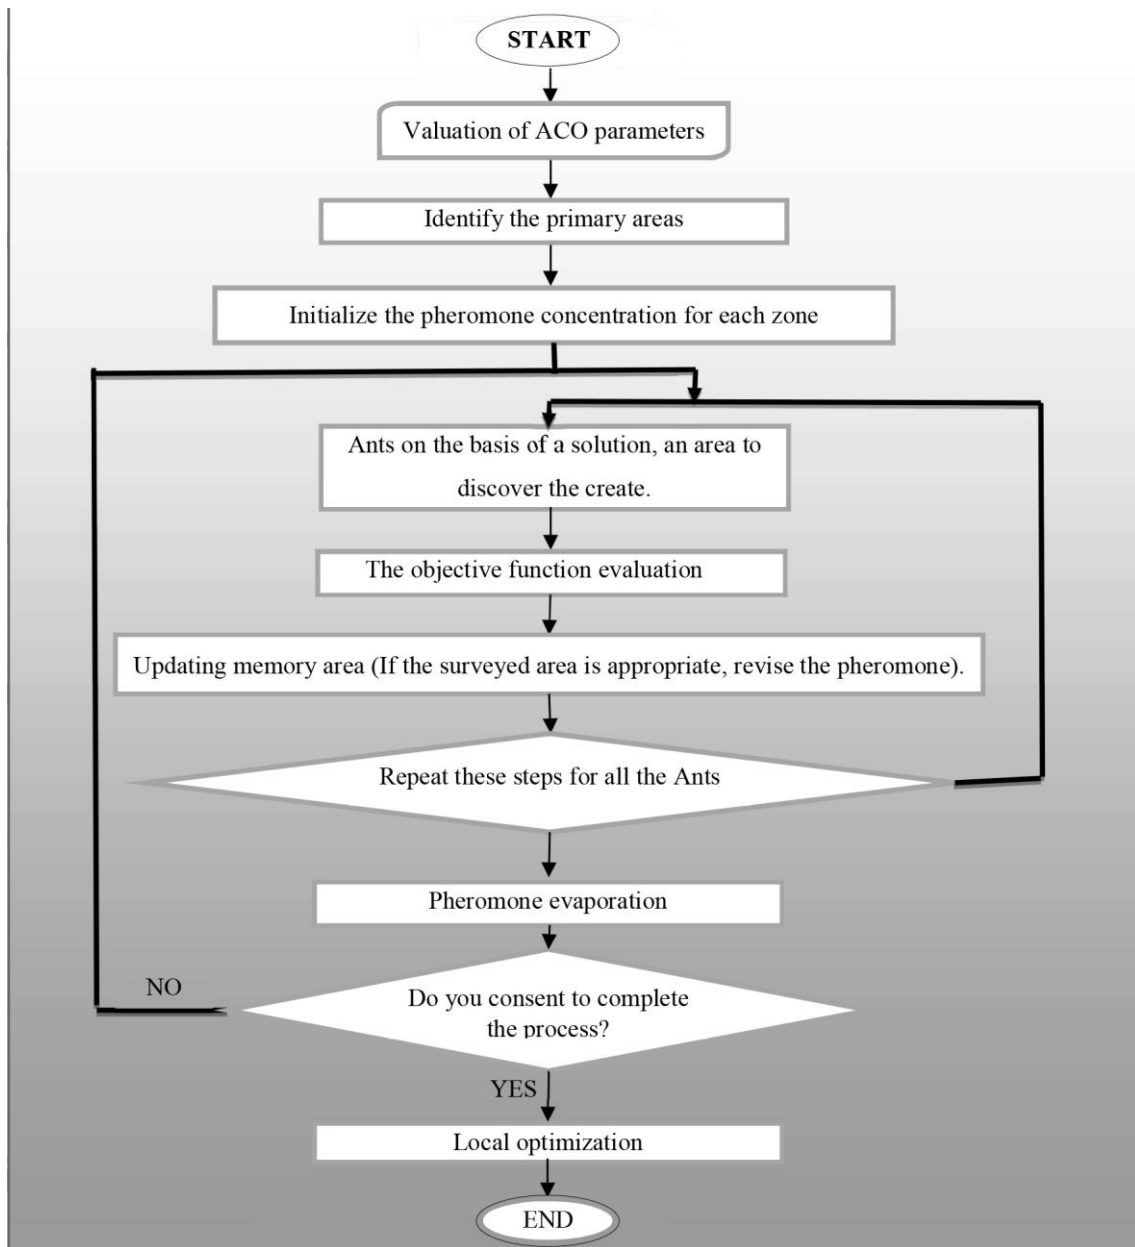 START
Valuation of ACO parameters
Identify the primary areas
Initialize the pheromone concentration for each zone
Ants on the basis of a solution, an area to
discover the create.
The objective function evaluation
Updating memory area (If the surveyed area is appropriate, revise the pheromone).
Repeat these steps for all the Ants
Pheromone evaporation
NO
Do you consent to complete
the process?
YES
Local optimization
END